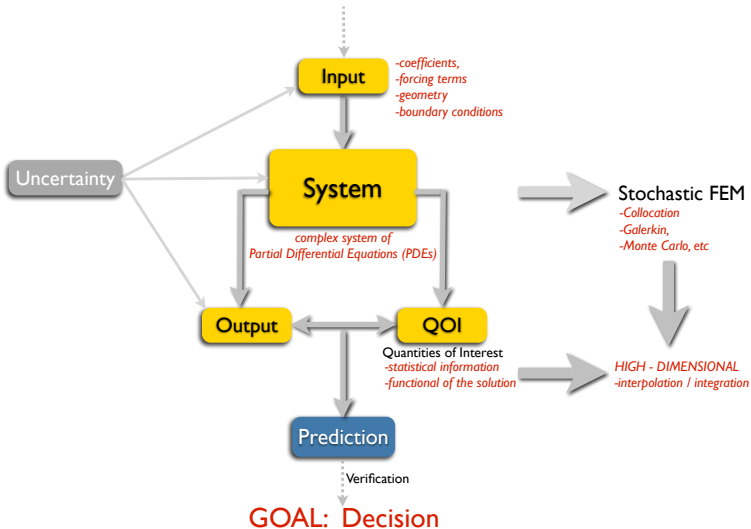 Input
-coefficients,
-forcing terms
-geometry
-boundary conditions
Uncertainty
System
complex system of
Partial Differential Equations (PDEs)
Stochastic FEM
-Collocation
-Galerkin,
-Monte Carlo, etc
Output
QOI
Quantities of Interest
-statistical information
-functional of the solution
HIGH - DIMENSIONAL
-interpolation / integration
Prediction
Verification
GOAL: Decision